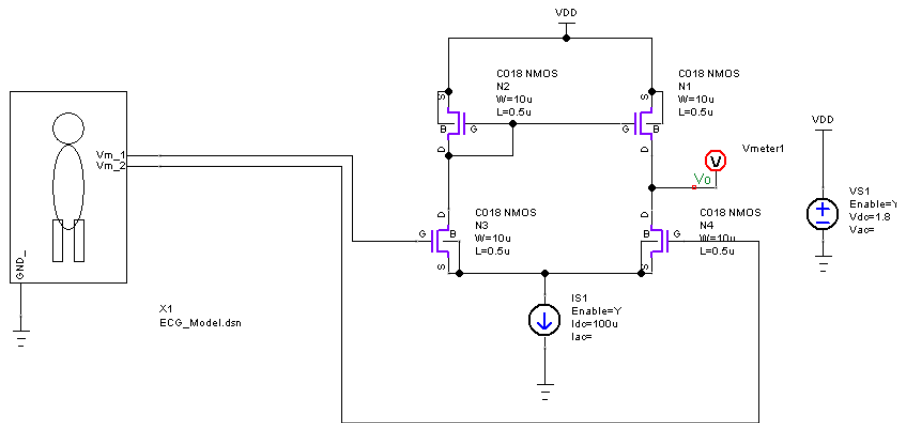 VDD
C018 NMOS
N2
W=10u
L=0.5u
S
B
G
D
C018 NMOS
N1
W=10u
L=0.5u
S
B
G
D
Vmeter1
V
Vo
VDD
VS1
Enable=Y
Vdc=1.8
Vac=
Vm_1
Vm_2
GND_
X1
ECG_Model.dsn
C018 NMOS
N3
W=10u
L=0.5u
D
G
B
S
C018 NMOS
N4
W=10u
L=0.5u
D
B
G
S
IS1
Enable=Y
Idc=100u
Iac=